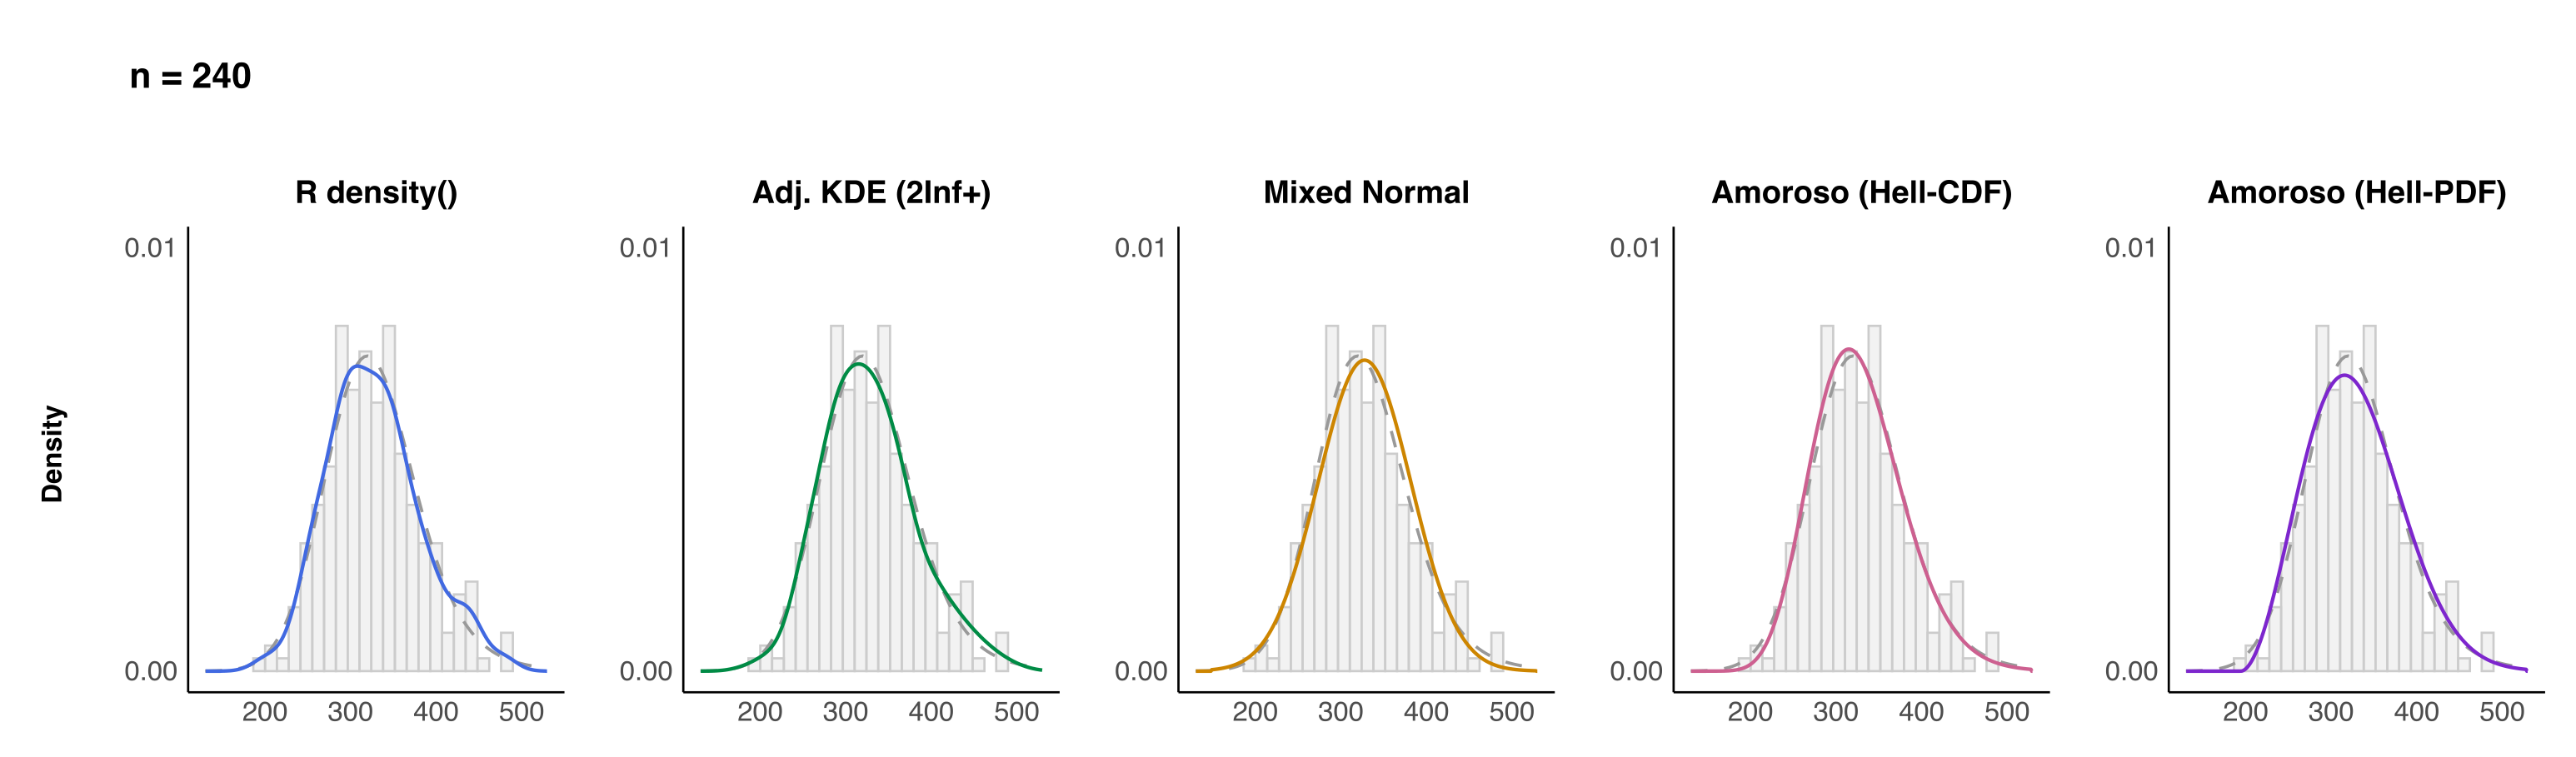 n = 240
R density()
Adj. KDE (2Inf+)
Mixed Normal
Amoroso (Hell-CDF)
Amoroso (Hell-PDF)
Density
0.01
0.00
200 300 400 500
0.01
0.00
200 300 400 500
0.01
0.00
200 300 400 500
0.01
0.00
200 300 400 500
0.01
0.00
200 300 400 500